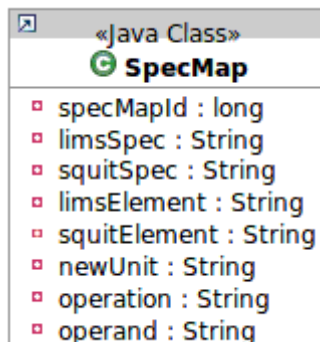 «Java Class»
C SpecMap
specMapId : long
limsSpec : String
squitSpec : String
limsElement : String
squitElement : String
newUnit : String
operation : String
operand : String